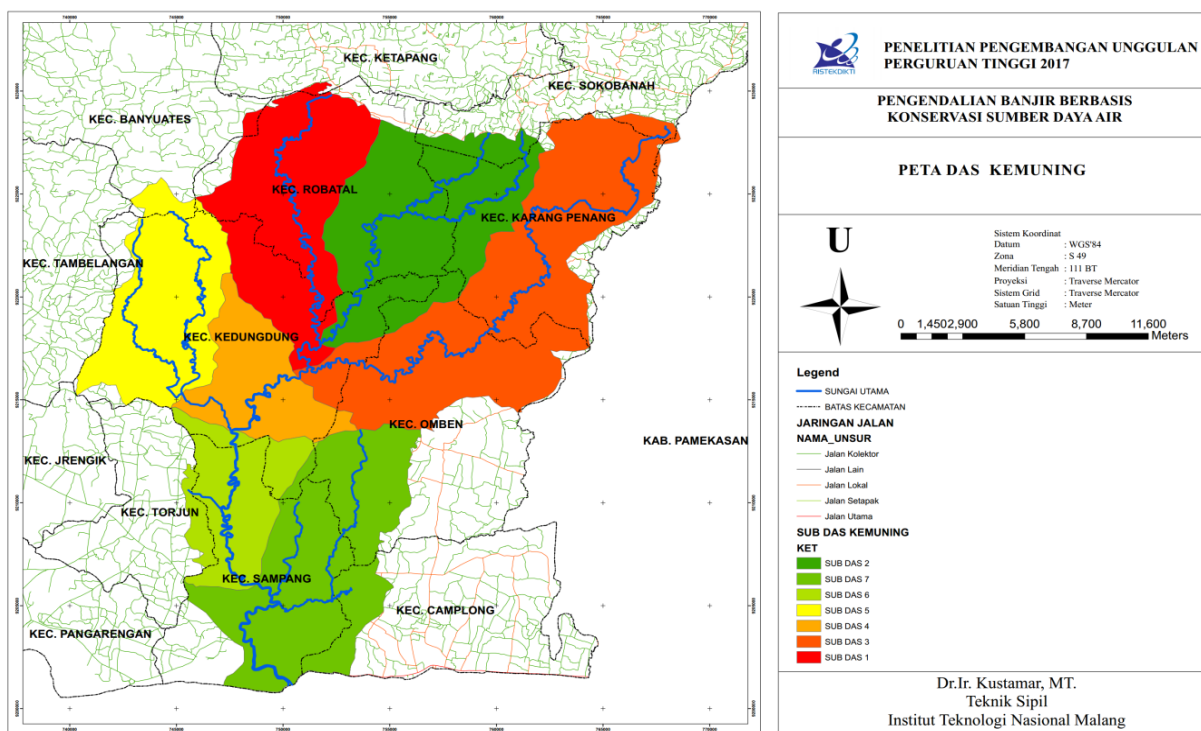 KEC. KETAPANG
KEC. SOKOBANAH
KEC. BANYUATES
KEC. ROBATAL
KEC. KARANG PENANG
KEC. TAMBELANGAN
KEC. KEDUNGDUNG
KEC. OMBEN
KAB. PAMEKASAN
KEC. JRENGIK
KEC. TORJUN
KEC. SAMPANG
KEC. CAMPLONG
KEC. PANGARENGAN
RISTEKDIKTI
PENELITIAN PENGEMBANGAN UNGGULAN
PERGURUAN TINGGI 2017
PENGENDALIAN BANJIR BERBASIS
KONSERVASI SUMBER DAYA AIR
PETA DAS KEMUNING
U
Sistem Koordinat
Datum : WGS'84
Zona : S 49
Meridian Tengah : 111 BT
Proyeksi : Traverse Mercator
Sistem Grid : Traverse Mercator
Satuan Tinggi : Meter
0 1,4502,900 5,800 8,700 11,600
Meters
Legend
SUNGAI UTAMA
BATAS KECAMATAN
JARINGAN JALAN
NAMA_UNSUR
Jalan Kolektor
Jalan Lain
Jalan Lokal
Jalan Setapak
Jalan Utama
SUB DAS KEMUNING
KET
SUB DAS 2
SUB DAS 7
SUB DAS 6
SUB DAS 5
SUB DAS 4
SUB DAS 3
SUB DAS 1
Dr.Ir. Kustamar, MT.
Teknik Sipil
Institut Teknologi Nasional Malang